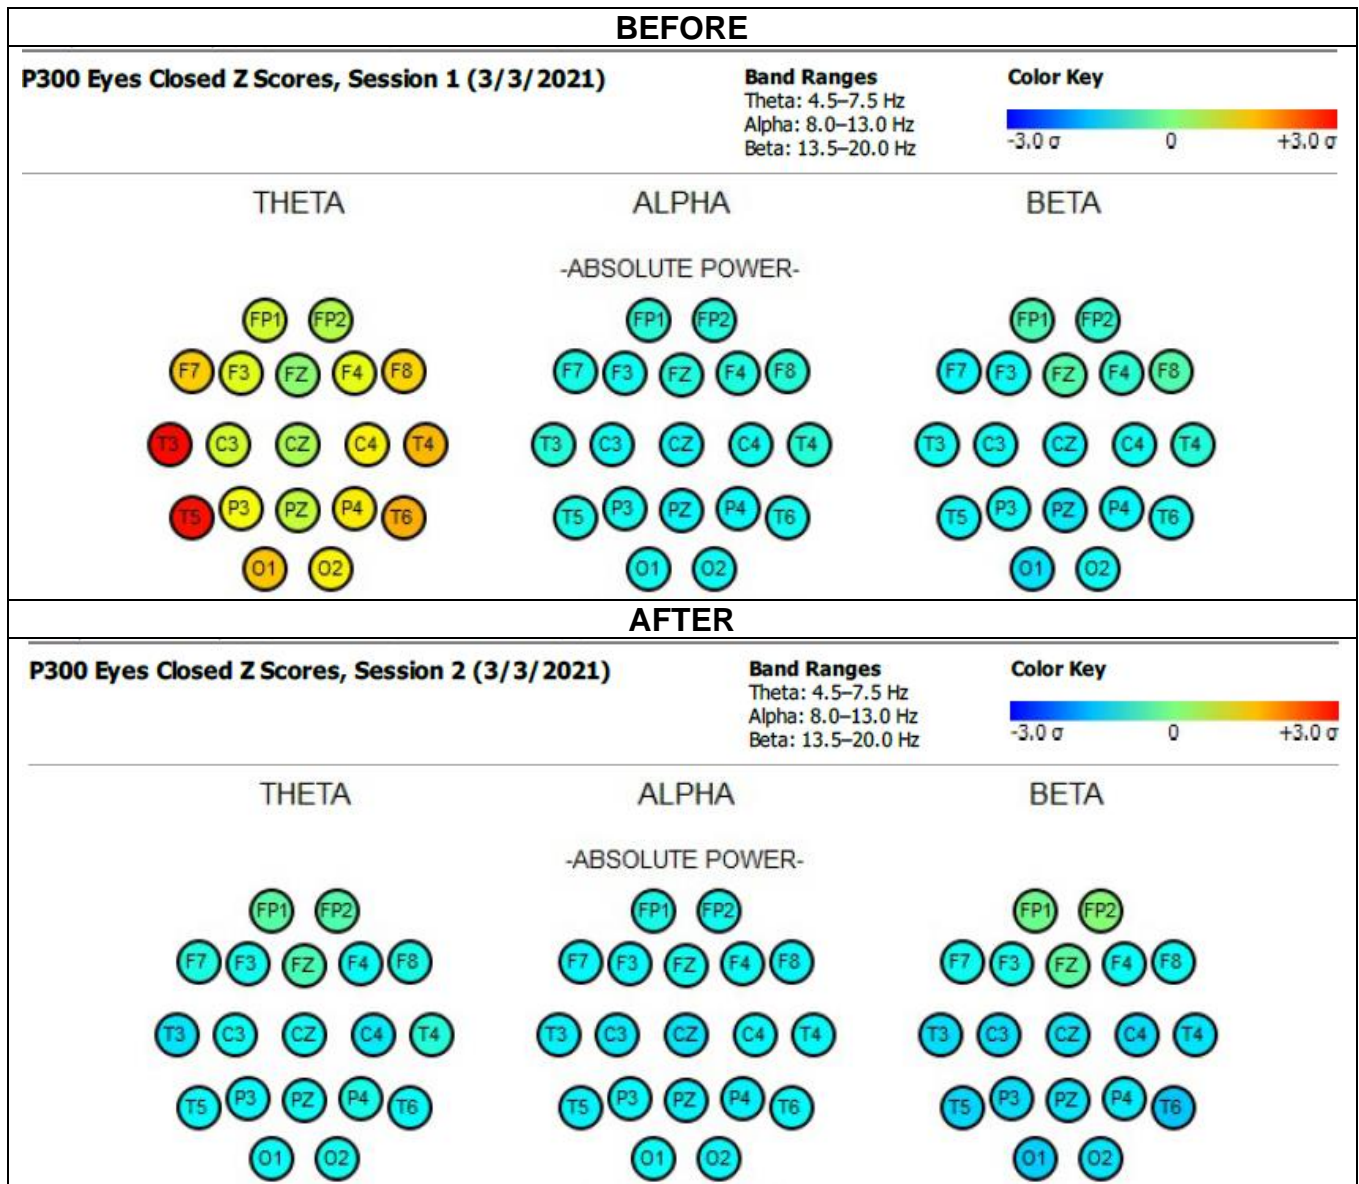 BEFORE
P300 Eyes Closed Z Scores, Session 1 (3/3/2021)
Band Ranges
Theta: 4.5–7.5 Hz
Alpha: 8.0–13.0 Hz
Beta: 13.5–20.0 Hz
Color Key
-3.0 σ 0 +3.0 σ
THETA ALPHA BETA
-ABSOLUTE POWER-
FP1 FP2 FP1 FP2 FP1 FP2
F7 F3 FZ F4 F8 F7 F3 FZ F4 F8 F7 F3 FZ F4 F8
T3 C3 CZ C4 T4 T3 C3 CZ C4 T4 T3 C3 CZ C4 T4
T5 P3 PZ P4 T6 T5 P3 PZ P4 T6 T5 P3 PZ P4 T6
O1 O2 O1 O2 O1 O2
AFTER
P300 Eyes Closed Z Scores, Session 2 (3/3/2021)
Band Ranges
Theta: 4.5–7.5 Hz
Alpha: 8.0–13.0 Hz
Beta: 13.5–20.0 Hz
Color Key
-3.0 σ 0 +3.0 σ
THETA ALPHA BETA
-ABSOLUTE POWER-
FP1 FP2 FP1 FP2 FP1 FP2
F7 F3 FZ F4 F8 F7 F3 FZ F4 F8 F7 F3 FZ F4 F8
T3 C3 CZ C4 T4 T3 C3 CZ C4 T4 T3 C3 CZ C4 T4
T5 P3 PZ P4 T6 T5 P3 PZ P4 T6 T5 P3 PZ P4 T6
O1 O2 O1 O2 O1 O2